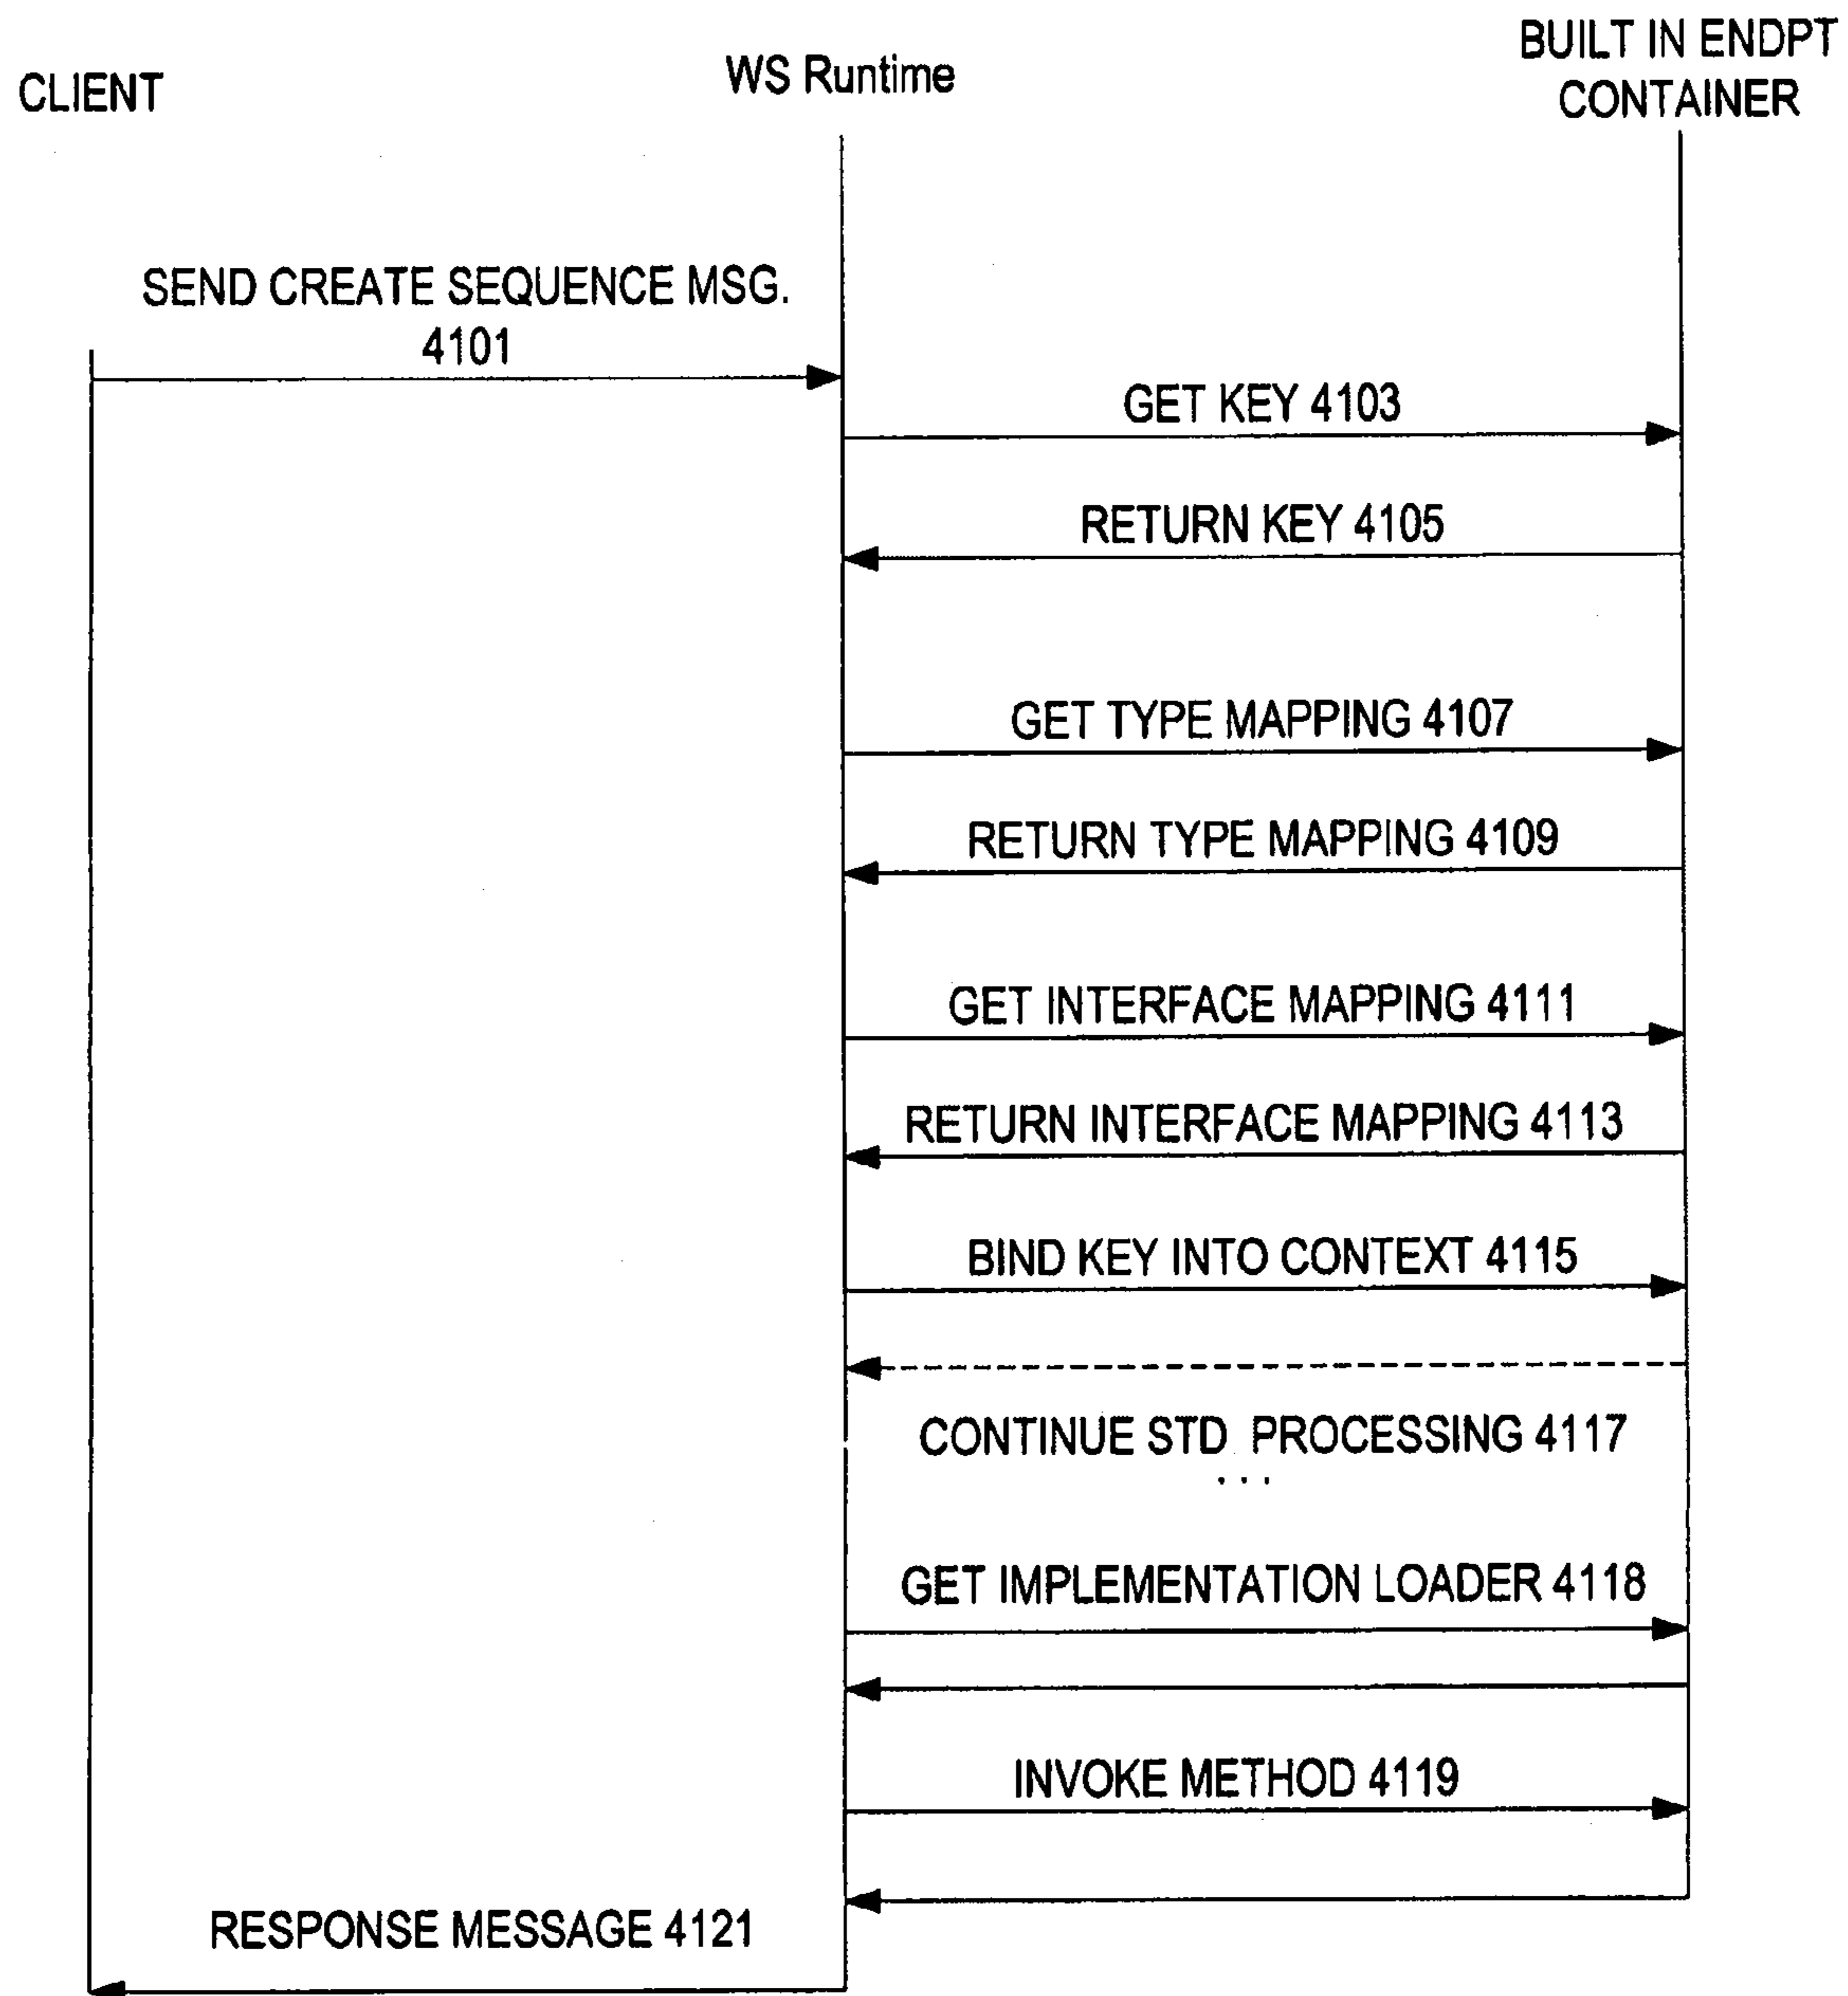 CLIENT
WS Runtime
BUILT IN ENDPT
CONTAINER
SEND CREATE SEQUENCE MSG.
4101
GET KEY 4103
RETURN KEY 4105
GET TYPE MAPPING 4107
RETURN TYPE MAPPING 4109
GET INTERFACE MAPPING 4111
RETURN INTERFACE MAPPING 4113
BIND KEY INTO CONTEXT 4115
CONTINUE STD. PROCESSING 4117
. . .
GET IMPLEMENTATION LOADER 4118
INVOKE METHOD 4119
RESPONSE MESSAGE 4121